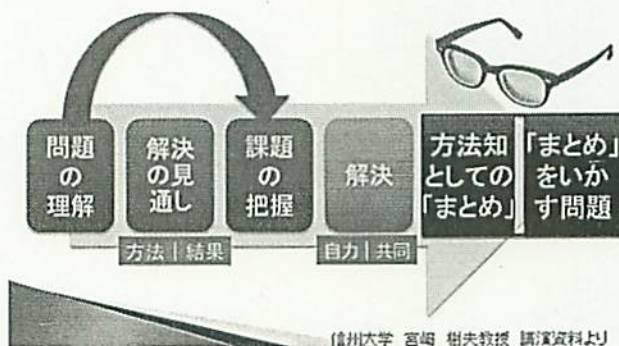 問題
の
理解
解決
の見
通し
課題
の
把握
解決
方法知
としての
「まとめ」
「まとめ」
をいか
す問題
方法|結果
自力|共同
信州大学 宮崎 樹夫教授 講演資料より